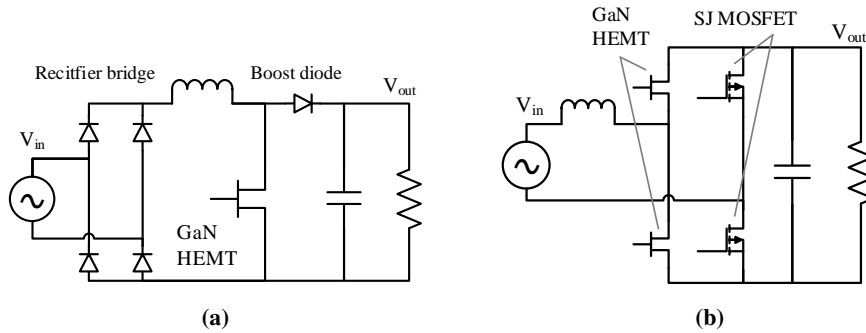 Recitfier bridge
Boost diode
Vout
Vin
GaN
HEMT
(a)
GaN
HEMT
SJ MOSFET
Vout
Vin
(b)